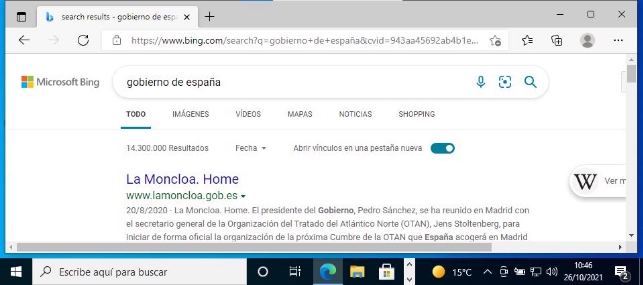 search results - gobierno de esp
https://www.bing.com/search?q=gobierno+de+españa&cvid=943aa45692ab4b1e...
Microsoft Bing
gobierno de españa
TODO IMÁGENES VÍDEOS MAPAS NOTICIAS SHOPPING
14.300.000 Resultados Fecha Abrir vínculos en una pestaña nueva
La Moncloa. Home
www.lamoncloa.gob.es
W Ver m
20/8/2020 · La Moncloa. Home. El presidente del Gobierno, Pedro Sánchez, se ha reunido en Madrid con
el secretario general de la Organización del Tratado del Atlántico Norte (OTAN), Jens Stoltenberg, para
iniciar de forma oficial la organización de la próxima Cumbre de la OTAN que España acogerá en Madrid
Escribe aquí para buscar
15°C
10:46
26/10/2021
2